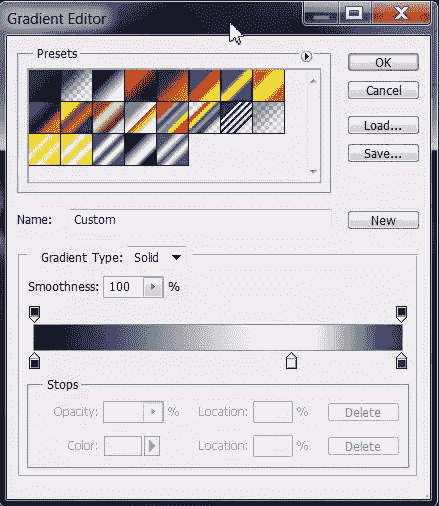 Gradient Editor
Presets
OK
Cancel
Load...
Save...
Name: Custom
New
Gradient Type: Solid
Smoothness: 100 %
Stops
Opacity: % Location: Delete
Color: Location: Delete